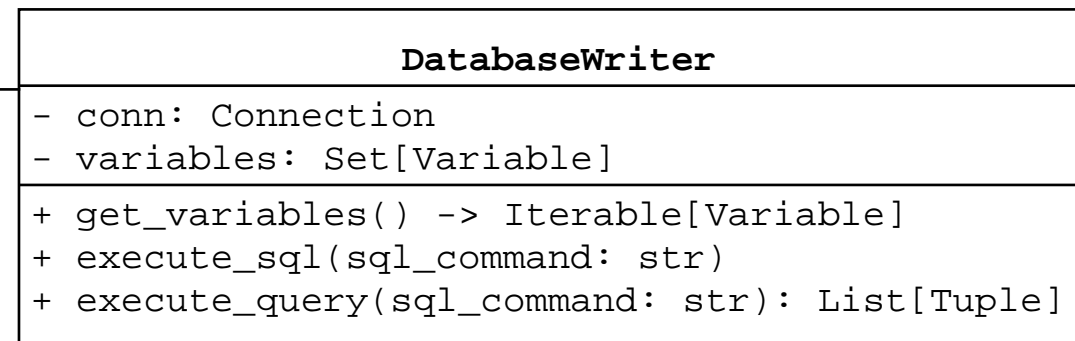 DatabaseWriter
- conn: Connection
- variables: Set[Variable]
+ get_variables() -> Iterable[Variable]
+ execute_sql(sql_command: str)
+ execute_query(sql_command: str): List[Tuple]